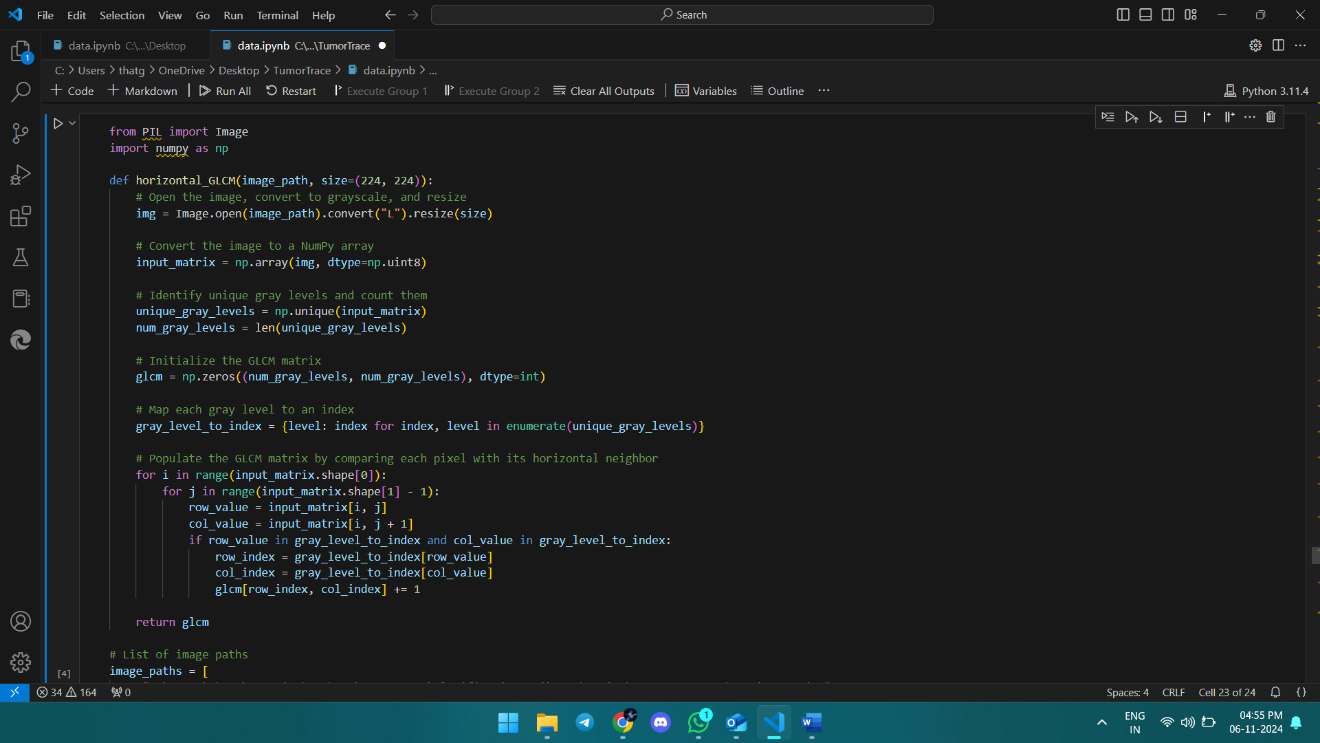 File Edit Selection View Go Run Terminal Help Search
data.ipynb C:\...\Desktop data.ipynb C:\...\TumorTrace
C: > Users > thatg > OneDrive > Desktop > TumorTrace > data.ipynb > ...
+ Code + Markdown Run All Restart Execute Group 1 Execute Group 2 Clear All Outputs Variables Outline ... Python 3.11.4
from PIL import Image
import numpy as np
def horizontal_GLCM(image_path, size=(224, 224)):
# Open the image, convert to grayscale, and resize
img = Image.open(image_path).convert("L").resize(size)
# Convert the image to a NumPy array
input_matrix = np.array(img, dtype=np.uint8)
# Identify unique gray levels and count them
unique_gray_levels = np.unique(input_matrix)
num_gray_levels = len(unique_gray_levels)
# Initialize the GLCM matrix
glcm = np.zeros((num_gray_levels, num_gray_levels), dtype=int)
# Map each gray level to an index
gray_level_to_index = {level: index for index, level in enumerate(unique_gray_levels)}
# Populate the GLCM matrix by comparing each pixel with its horizontal neighbor
for i in range(input_matrix.shape[0]):
for j in range(input_matrix.shape[1] - 1):
row_value = input_matrix[i, j]
col_value = input_matrix[i, j + 1]
if row_value in gray_level_to_index and col_value in gray_level_to_index:
row_index = gray_level_to_index[row_value]
col_index = gray_level_to_index[col_value]
glcm[row_index, col_index] += 1
return glcm
# List of image paths
[4] image_paths = [
34 164 0 Spaces: 4 CRLF Cell 23 of 24
ENG 04:55 PM
IN 06-11-2024